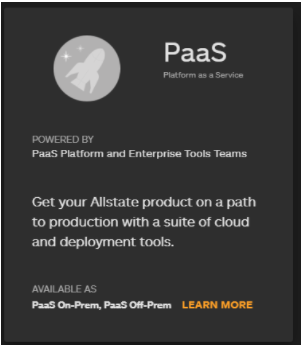 PaaS
Platform as a Service
POWERED BY
PaaS Platform and Enterprise Tools Teams
Get your Allstate product on a path
to production with a suite of cloud
and deployment tools.
AVAILABLE AS
PaaS On-Prem, PaaS Off-Prem LEARN MORE